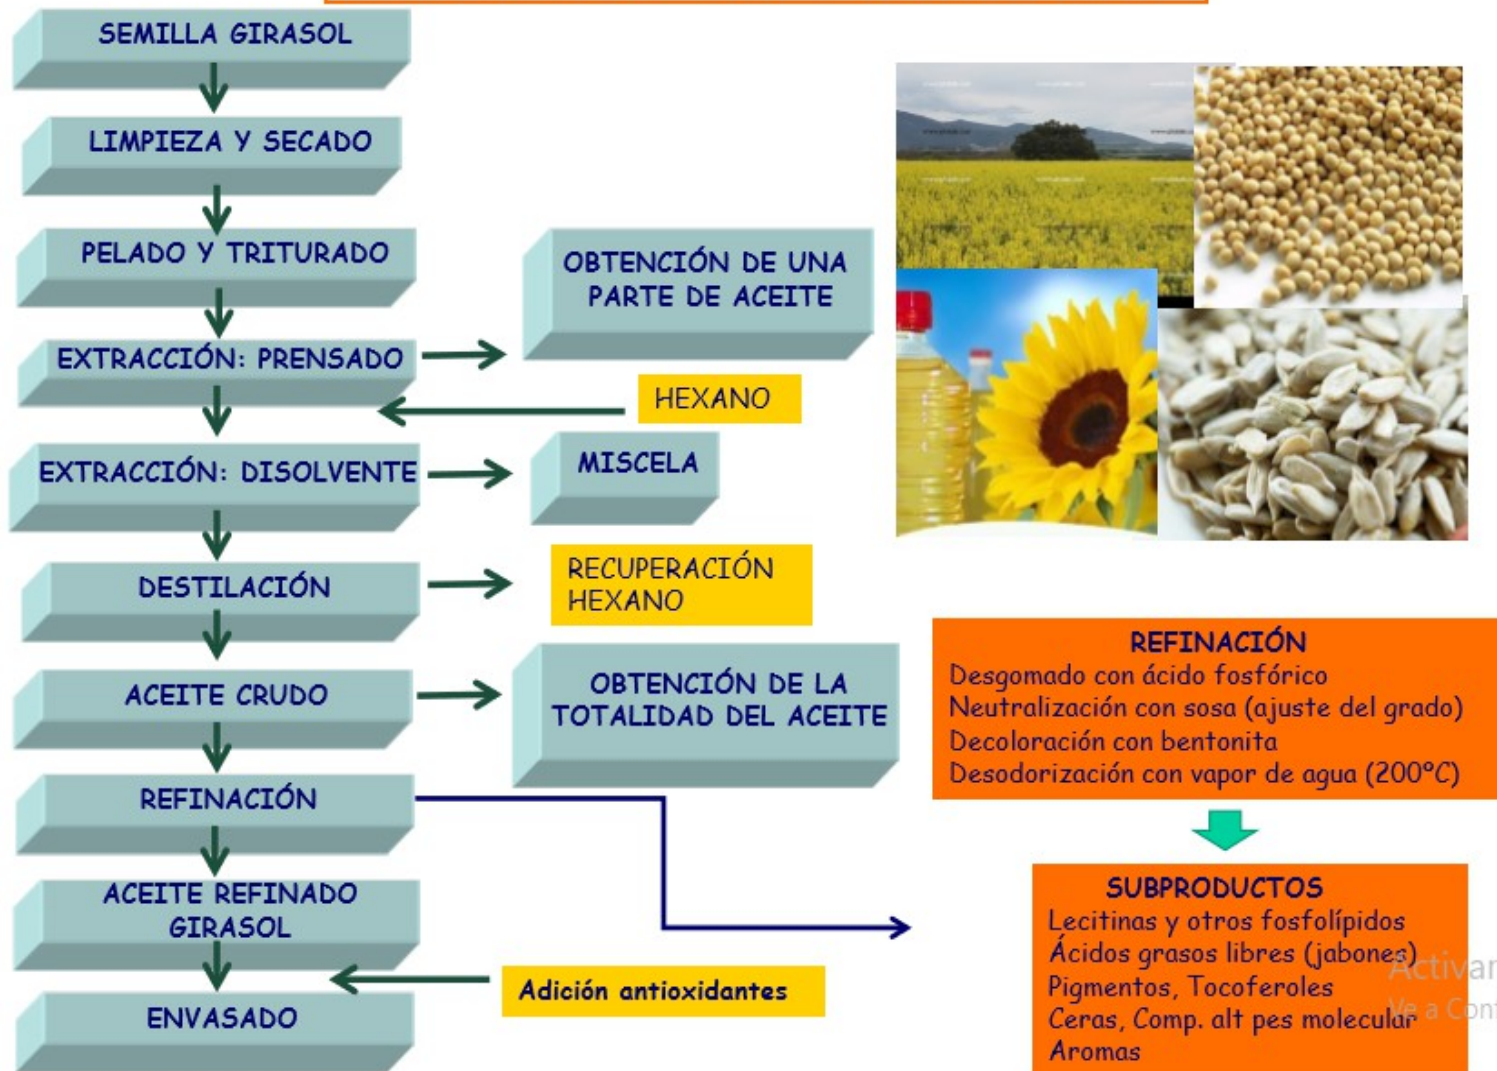 SEMILLA GIRASOL
LIMPIEZA Y SECADO
PELADO Y TRITURADO
OBTENCIÓN DE UNA
PARTE DE ACEITE
EXTRACCIÓN: PRENSADO
HEXANO
EXTRACCIÓN: DISOLVENTE
MISCELA
DESTILACIÓN
RECUPERACIÓN
HEXANO
ACEITE CRUDO
OBTENCIÓN DE LA
TOTALIDAD DEL ACEITE
REFINACIÓN
ACEITE REFINADO
GIRASOL
Adición antioxidantes
ENVASADO
REFINACIÓN
Desgomado con ácido fosfórico
Neutralización con sosa (ajuste del grado)
Decoloración con bentonita
Desodorización con vapor de agua (200ºC)
SUBPRODUCTOS
Lecitinas y otros fosfolípidos
Ácidos grasos libres (jabones)
Pigmentos, Tocoferoles
Ceras, Comp. alt pes molecular
Aromas
Activar
Ve a Conf